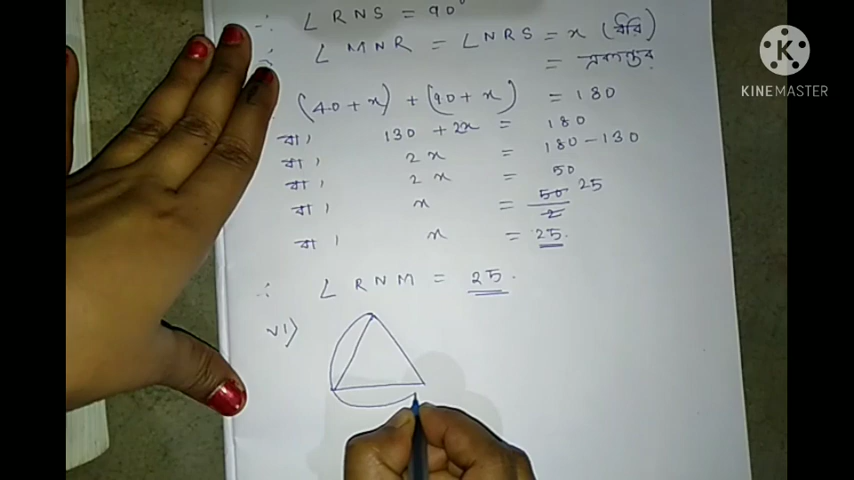 ∴ ∠ RNS = 90°
∴ ∠ MNR = ∠ NRS = x (ধরি)
= একান্তর
(40 + x) + (90 + x) = 180
বা, 130 + 2x = 180
বা, 2x = 180 - 130
বা, 2x = 50
বা, x = 50/2 25
বা, x = 25.
∴ ∠ RNM = 25.
VI)
K
KINEMASTER